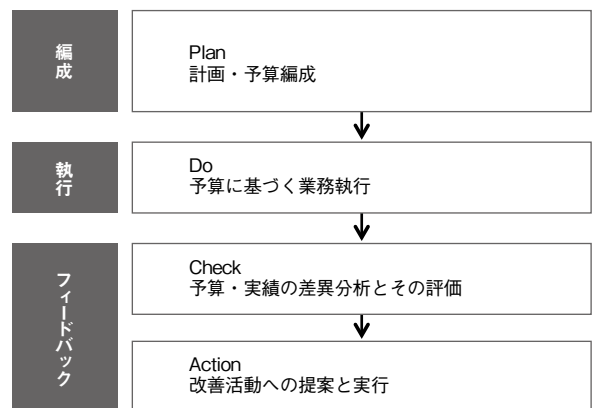 編成
Plan
計画・予算編成
執行
Do
予算に基づく業務執行
フィードバック
Check
予算・実績の差異分析とその評価
Action
改善活動への提案と実行